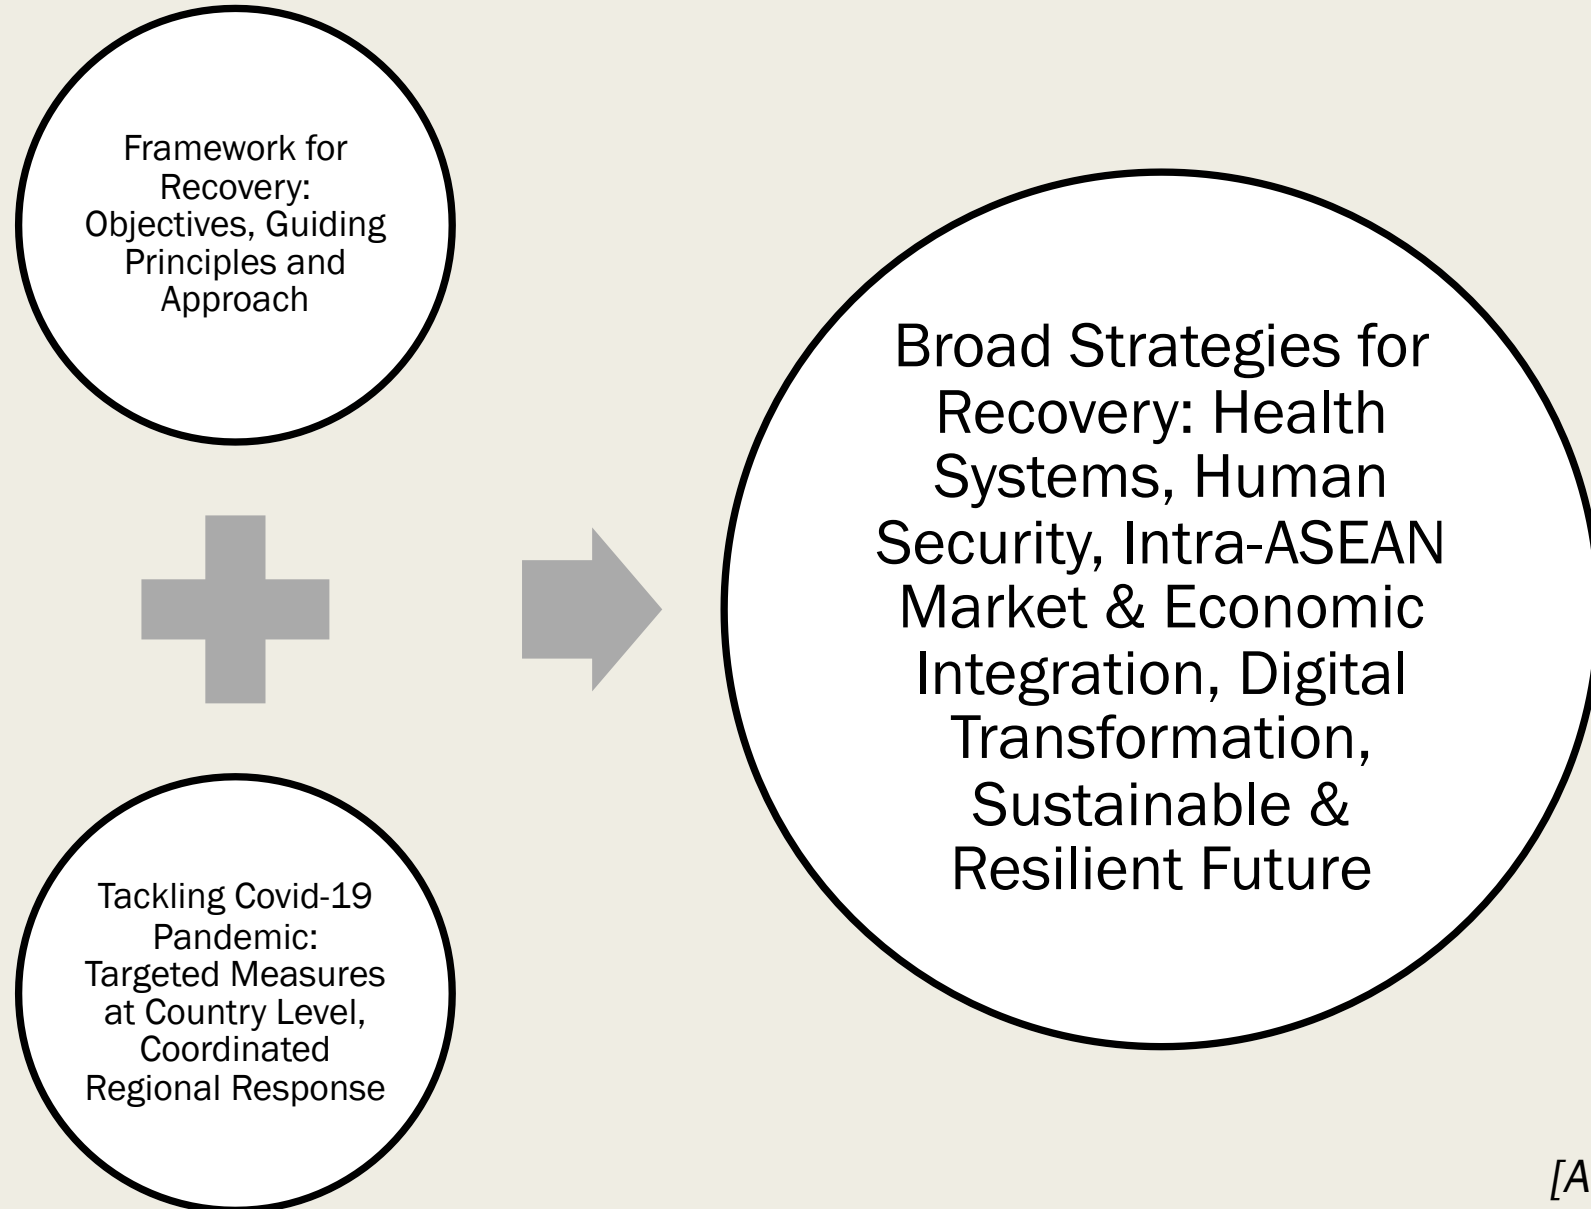 Framework for
Recovery:
Objectives, Guiding
Principles and
Approach
Tackling Covid-19
Pandemic:
Targeted Measures
at Country Level,
Coordinated
Regional Response
Broad Strategies for
Recovery: Health
Systems, Human
Security, Intra-ASEAN
Market & Economic
Integration, Digital
Transformation,
Sustainable &
Resilient Future
[A